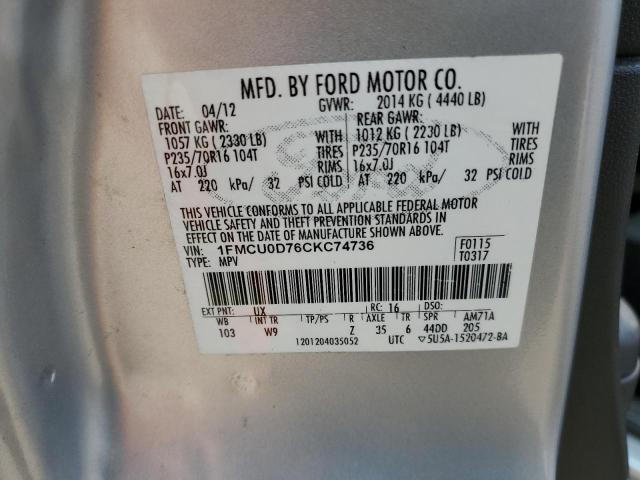 MFD. BY FORD MOTOR CO.
DATE: 04/12 GVWR: 2014 KG ( 4440 LB)
FRONT GAWR: REAR GAWR:
1057 KG ( 2330 LB) WITH 1012 KG ( 2230 LB) WITH
P235/70R16 104T TIRES P235/70R16 104T TIRES
16x7.0J RIMS 16x7.0J RIMS
AT 220 kPa/ 32 PSI COLD AT 220 kPa/ 32 PSI COLD
THIS VEHICLE CONFORMS TO ALL APPLICABLE FEDERAL MOTOR
VEHICLE SAFETY AND THEFT PREVENTION STANDARDS IN
EFFECT ON THE DATE OF MANUFACTURE SHOWN ABOVE.
VIN: 1FMCU0D76CKC74736 F0115
TYPE: MPV T0317
EXT PNT: UX RC: 16 DSO:
WB INT TR TP/PS R AXLE TR SPR AM71A
103 W9 Z 35 6 44DD 205
1201204035052 UTC ▽5U5A-1520472-BA